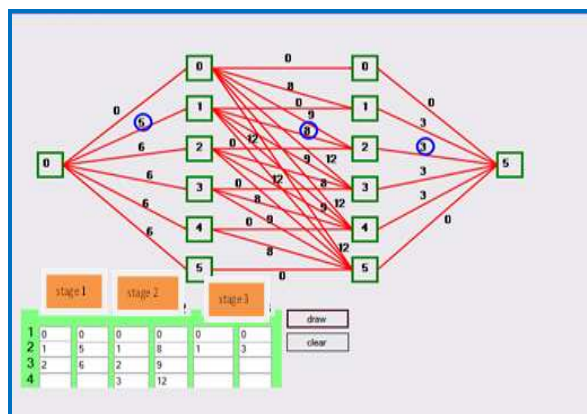 0
0 0
8
0 0 0
1 9 1
5 8 3
12
6 2 0 2 3
9 12
0 5
6 3 0 8 3 3
12
8
6 9 12 3
4 0 9 4 0
6 8 12
5 0 5
stage 1 stage 2 stage 3
1 0 0 0 0 0 0
2 1 5 1 8 1 3
3 2 6 2 9
4 3 12
draw
clear